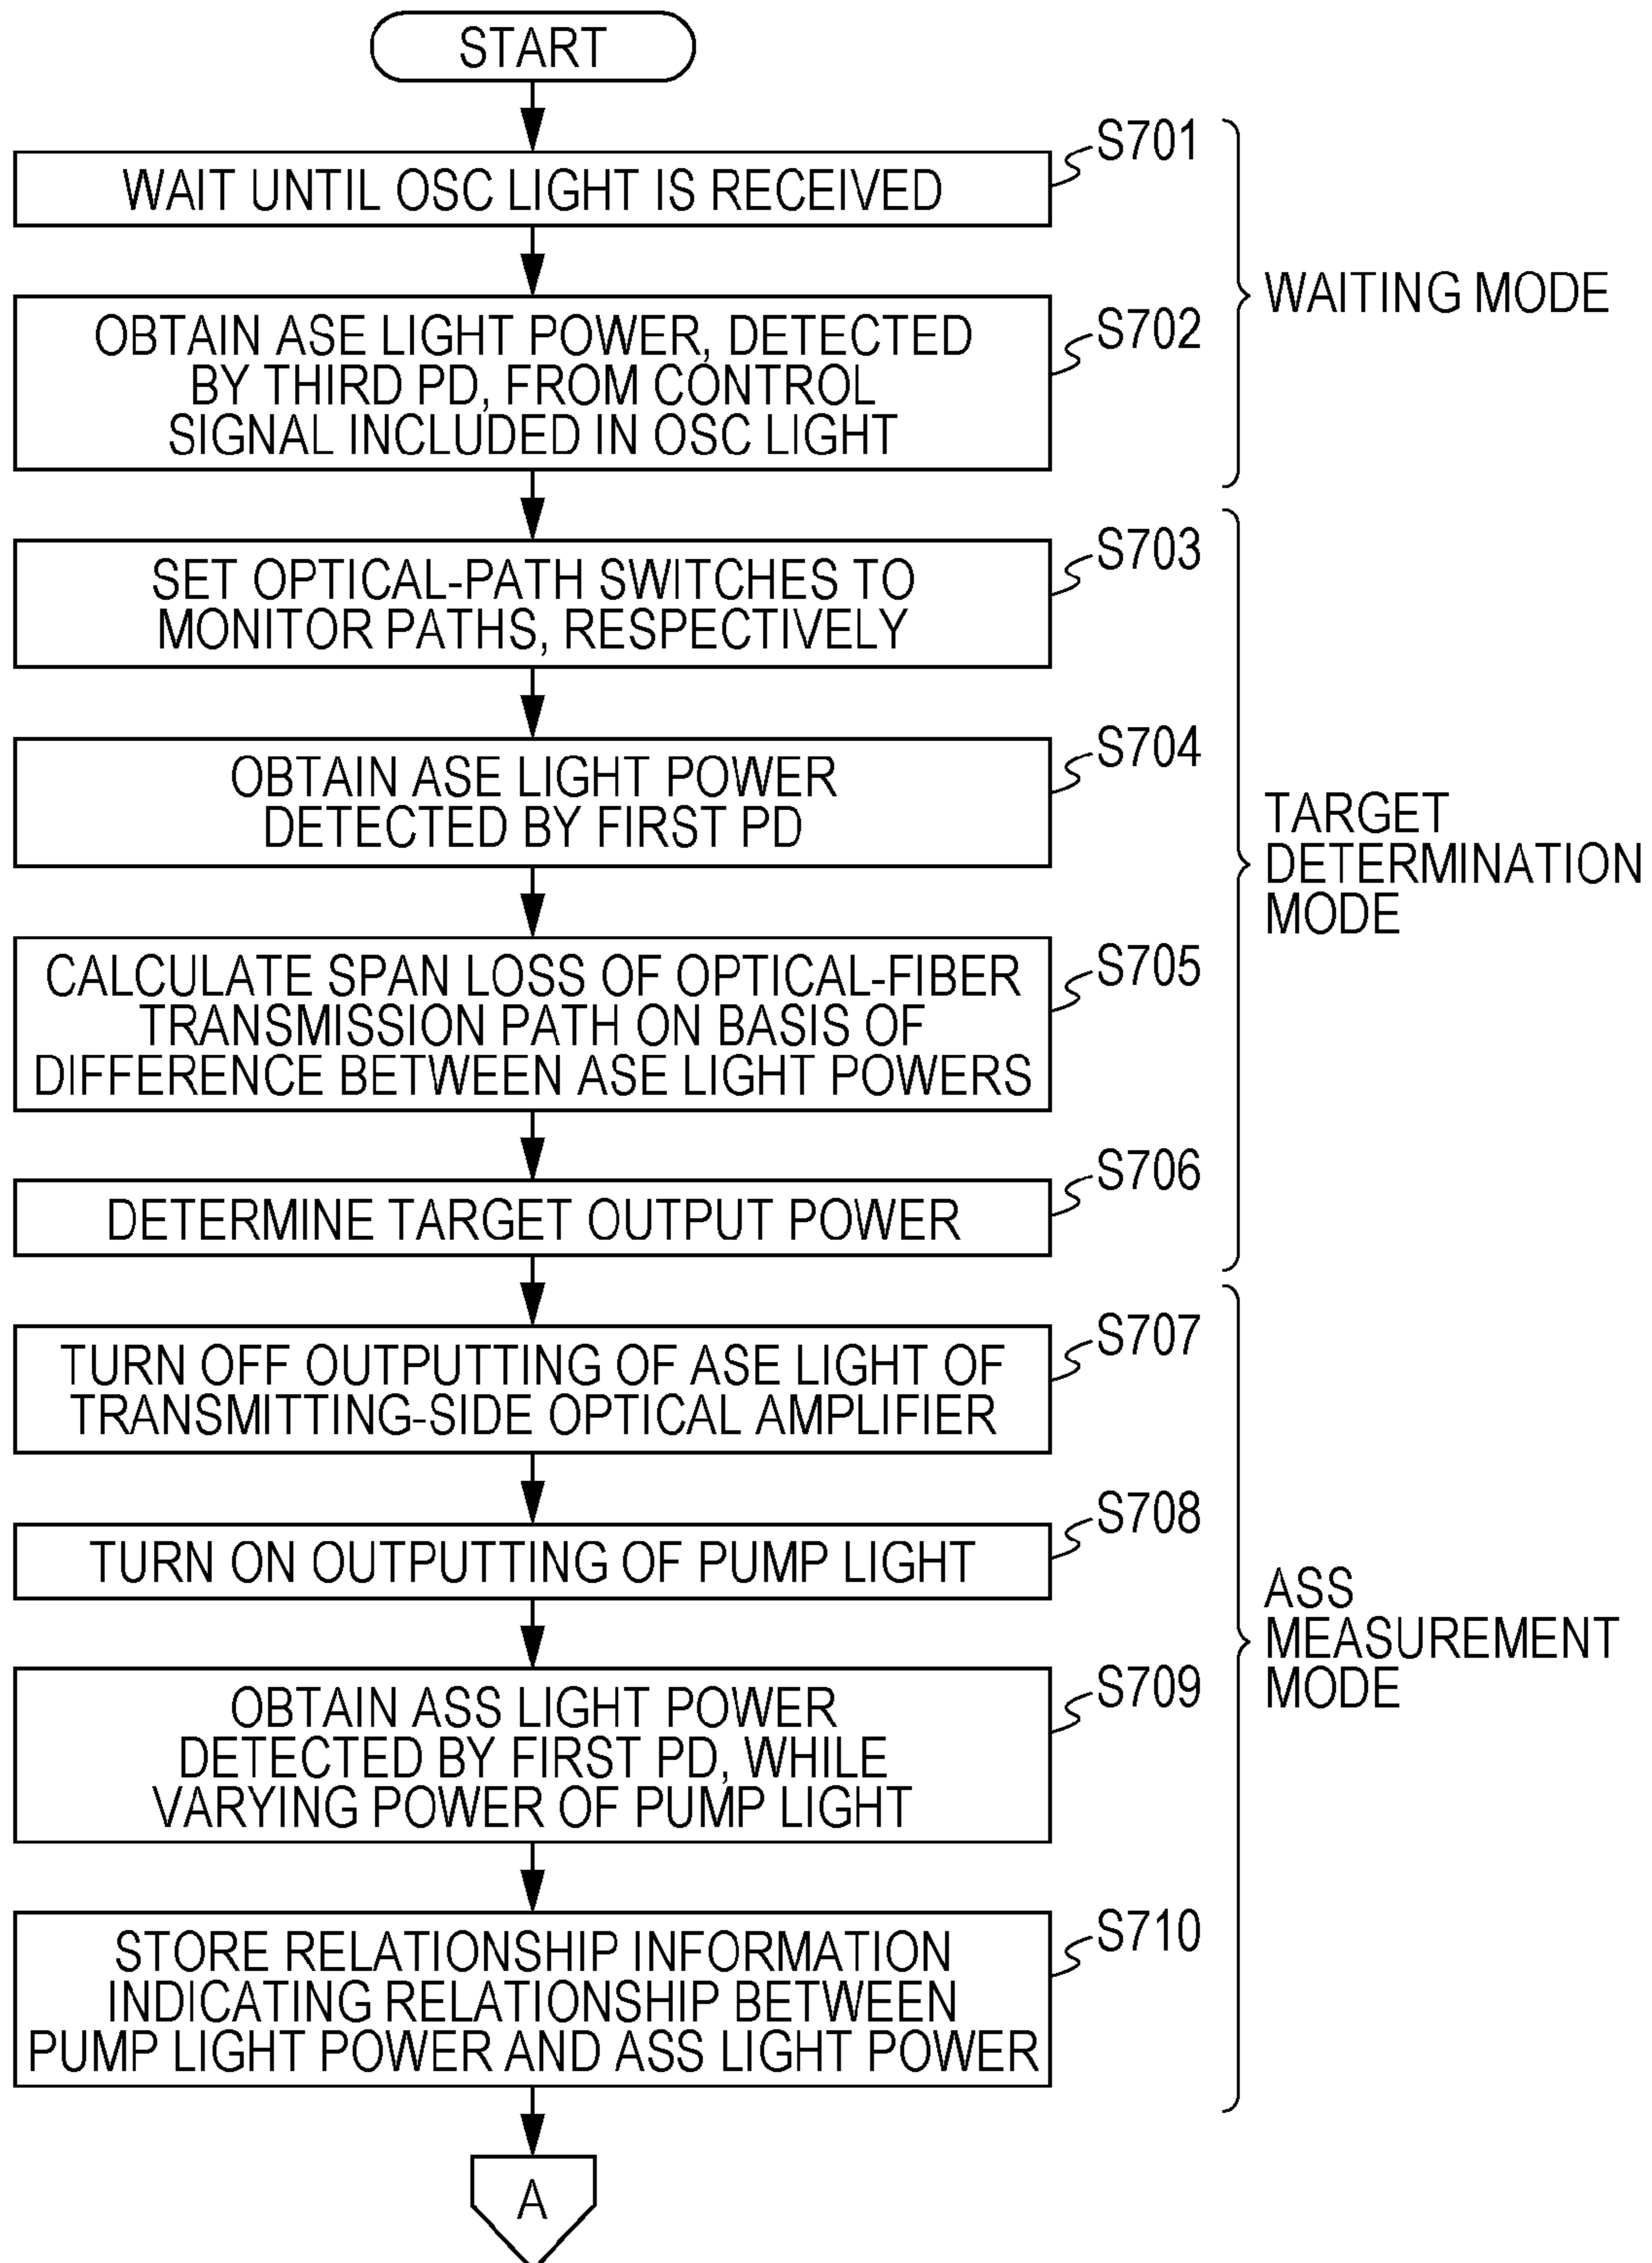 START
S701
WAIT UNTIL OSC LIGHT IS RECEIVED
WAITING MODE
S702
OBTAIN ASE LIGHT POWER, DETECTED
BY THIRD PD, FROM CONTROL
SIGNAL INCLUDED IN OSC LIGHT
S703
SET OPTICAL-PATH SWITCHES TO
MONITOR PATHS, RESPECTIVELY
S704
OBTAIN ASE LIGHT POWER
DETECTED BY FIRST PD
TARGET
DETERMINATION
MODE
S705
CALCULATE SPAN LOSS OF OPTICAL-FIBER
TRANSMISSION PATH ON BASIS OF
DIFFERENCE BETWEEN ASE LIGHT POWERS
S706
DETERMINE TARGET OUTPUT POWER
S707
TURN OFF OUTPUTTING OF ASE LIGHT OF
TRANSMITTING-SIDE OPTICAL AMPLIFIER
S708
TURN ON OUTPUTTING OF PUMP LIGHT
ASS
MEASUREMENT
MODE
S709
OBTAIN ASS LIGHT POWER
DETECTED BY FIRST PD, WHILE
VARYING POWER OF PUMP LIGHT
S710
STORE RELATIONSHIP INFORMATION
INDICATING RELATIONSHIP BETWEEN
PUMP LIGHT POWER AND ASS LIGHT POWER
A